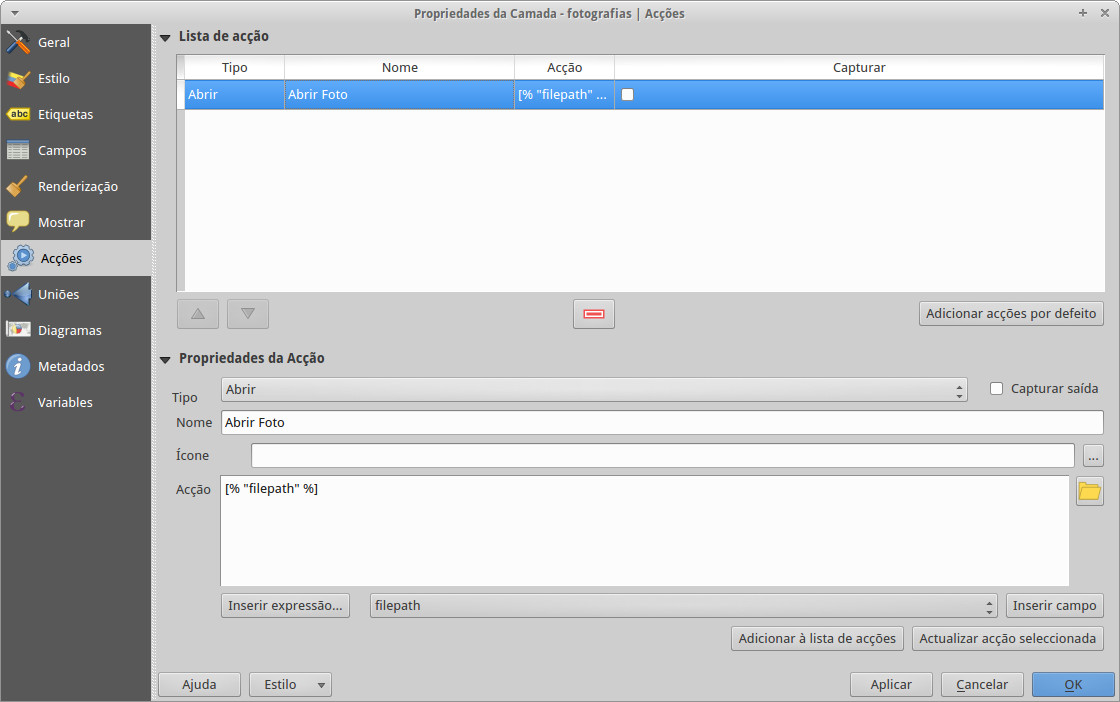 Propriedades da Camada - fotografias | Acções
Geral
Estilo
abc Etiquetas
Campos
Renderização
Mostrar
Acções
Uniões
Diagramas
Metadados
Variables
Lista de acção
Tipo Nome Acção Capturar
Abrir Abrir Foto [% "filepath" ...
Adicionar acções por defeito
Propriedades da Acção
Tipo Abrir Capturar saída
Nome Abrir Foto
Ícone ...
Acção [% "filepath" %]
Inserir expressão... filepath Inserir campo
Adicionar à lista de acções Actualizar acção seleccionada
Ajuda Estilo Aplicar Cancelar OK